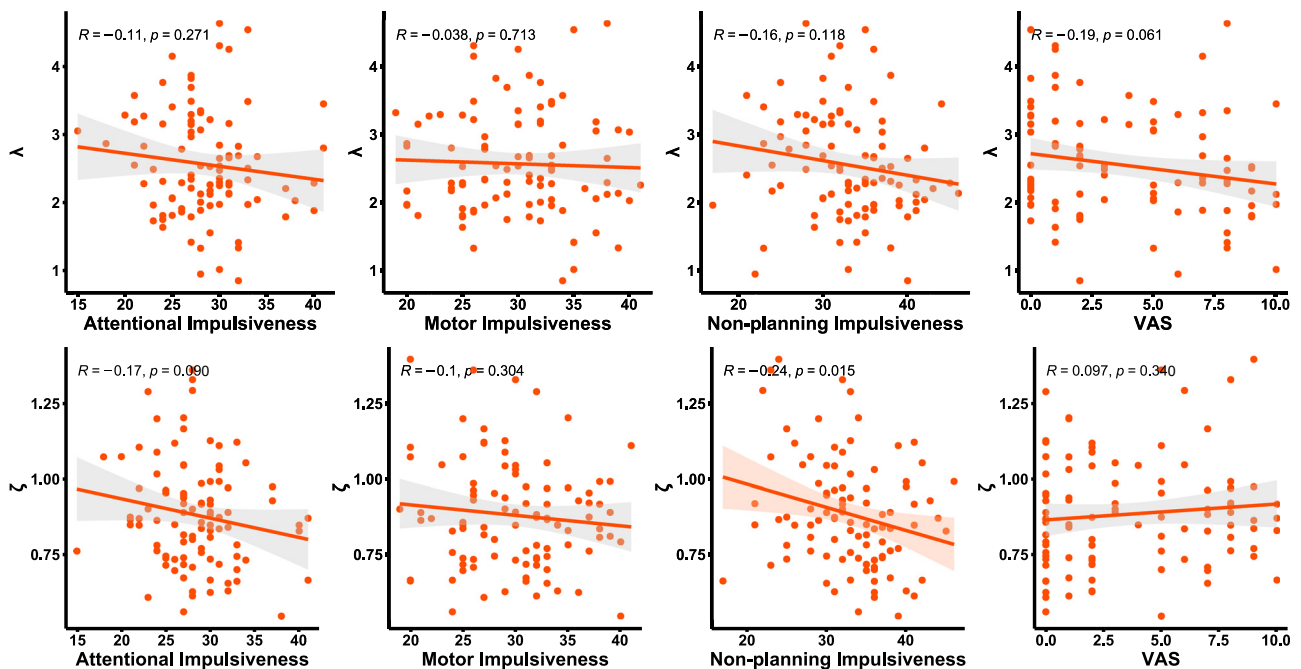 R = −0.11, p = 0.271
λ
4
3
2
1
15 20 25 30 35 40
Attentional Impulsiveness
R = −0.038, p = 0.713
λ
20 25 30 35 40
Motor Impulsiveness
R = −0.16, p = 0.118
λ
20 30 40
Non-planning Impulsiveness
R = −0.19, p = 0.061
λ
0.0 2.5 5.0 7.5 10.0
VAS
R = −0.17, p = 0.090
ζ
1.25
1.00
0.75
15 20 25 30 35 40
Attentional Impulsiveness
R = −0.1, p = 0.304
ζ
20 25 30 35 40
Motor Impulsiveness
R = −0.24, p = 0.015
ζ
20 30 40
Non-planning Impulsiveness
R = 0.097, p = 0.340
ζ
0.0 2.5 5.0 7.5 10.0
VAS